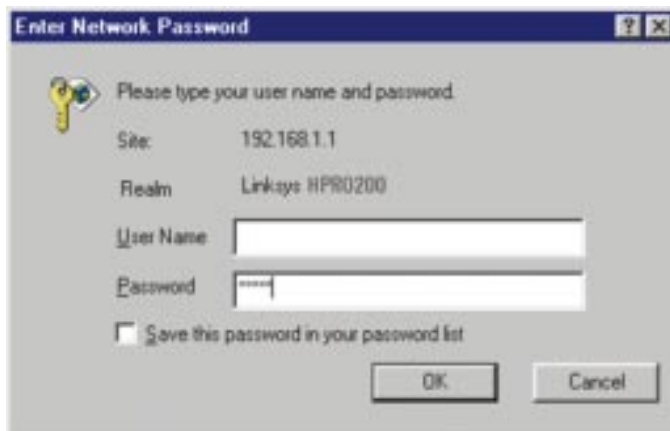 Enter Network Password
Please type your user name and password.
Site: 192.168.1.1
Realm Linksys HPRO200
User Name
Password *****
Save this password in your password list
OK Cancel